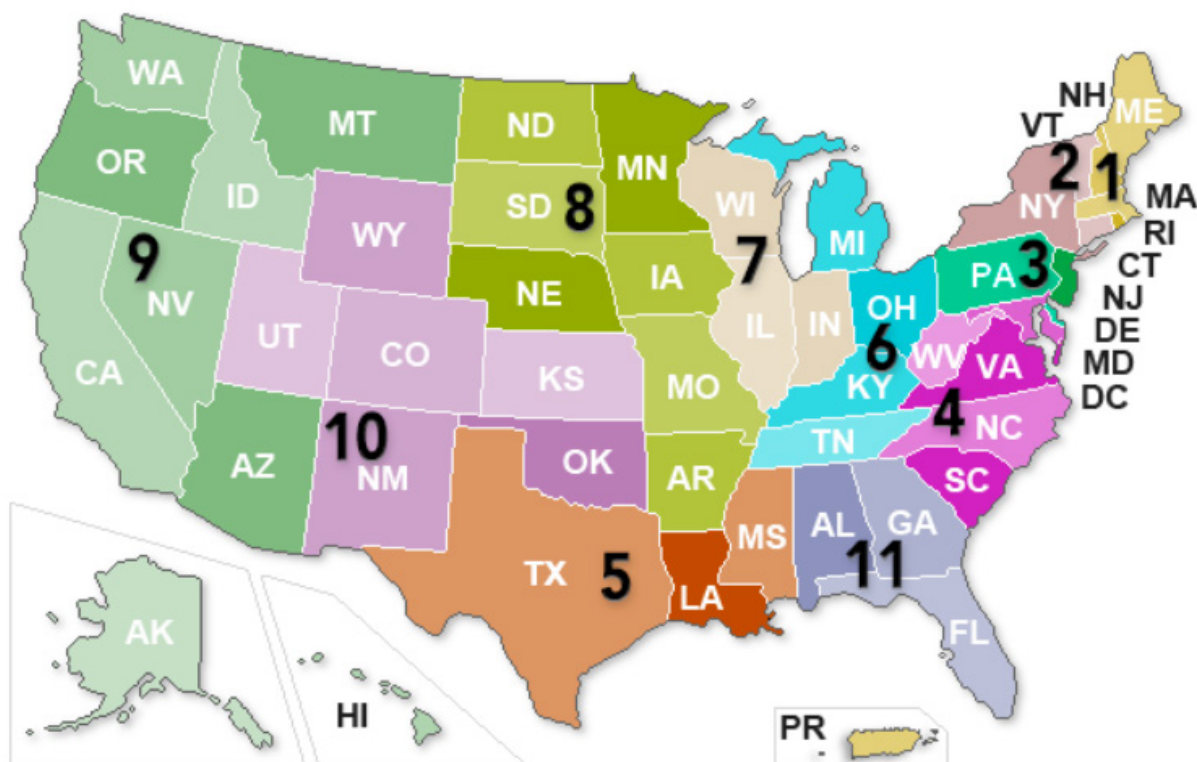 WA
MT
ND
MN
NH
ME
VT
OR
ID
SD
8
WI
MI
2
1
NY
MA
RI
CT
NJ
DE
MD
DC
WY
9
NV
NE
IA
7
IL
IN
OH
6
PA
3
UT
CO
CA
KS
MO
KY
WV
VA
4
NC
10
AZ
NM
OK
AR
TN
SC
TX
5
LA
MS
AL
GA
11
FL
AK
HI
PR